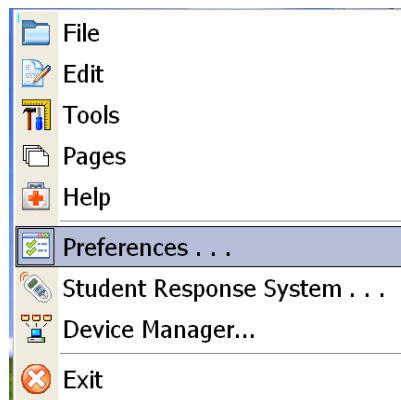 File
Edit
Tools
Pages
Help
Preferences . . .
Student Response System . . .
Device Manager...
Exit